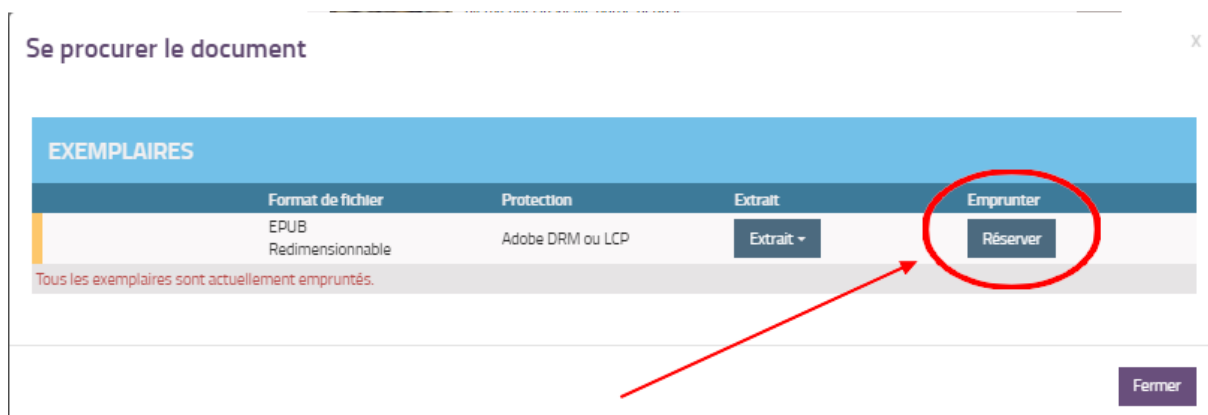 Se procurer le document
x
EXEMPLAIRES
Format de fichier Protection Extrait Emprunter
EPUB
Redimensionnable Adobe DRM ou LCP Extrait Réserver
Tous les exemplaires sont actuellement empruntés.
Fermer